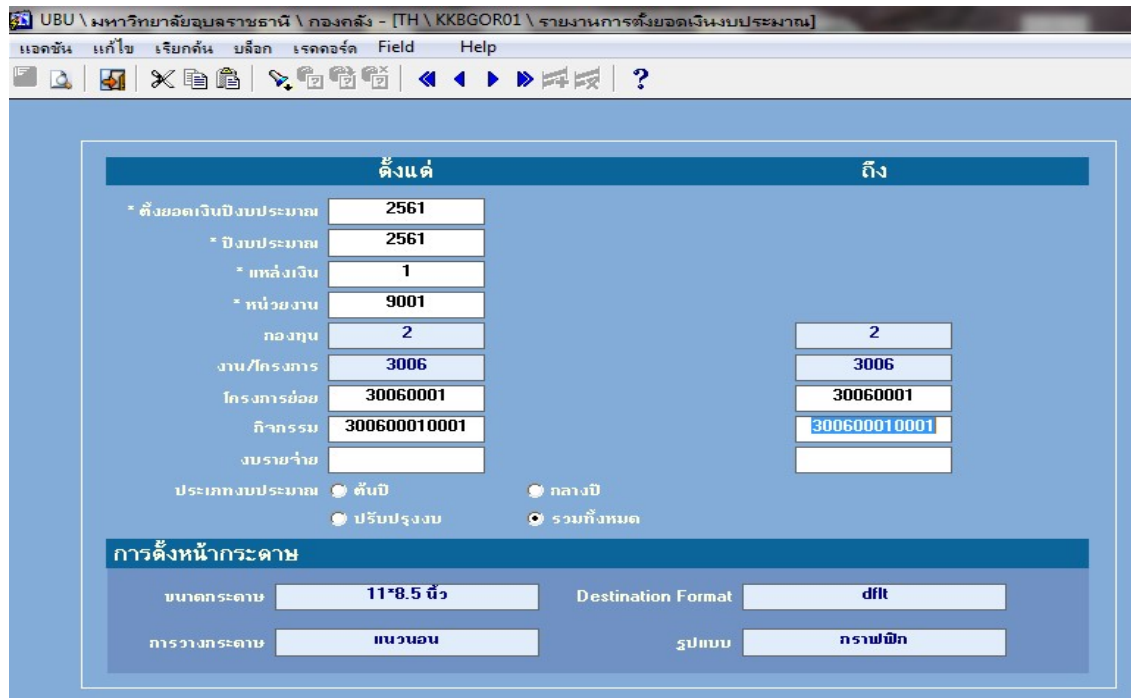 UBU \ มหาวิทยาลัยอุบลราชธานี \ กองคลัง - [TH \ KKBGOR01 \ รายงานการตั้งยอดเงินงบประมาณ]
แอคชัน แก้ไข เรียกค้น บล็อก เรคคอร์ด Field Help
?
ตั้งแต่ ถึง
* ตั้งยอดเงินปีงบประมาณ 2561
* ปีงบประมาณ 2561
* แหล่งเงิน 1
* หน่วยงาน 9001
กองทุน 2 2
งาน/โครงการ 3006 3006
โครงการย่อย 30060001 30060001
กิจกรรม 300600010001 300600010001
งบรายจ่าย
ประเภทงบประมาณ ต้นปี กลางปี
ปรับปรุงงบ รวมทั้งหมด
การตั้งหน้ากระดาษ
ขนาดกระดาษ 11*8.5 นิ้ว Destination Format dflt
การวางกระดาษ แนวนอน รูปแบบ กราฟฟิก